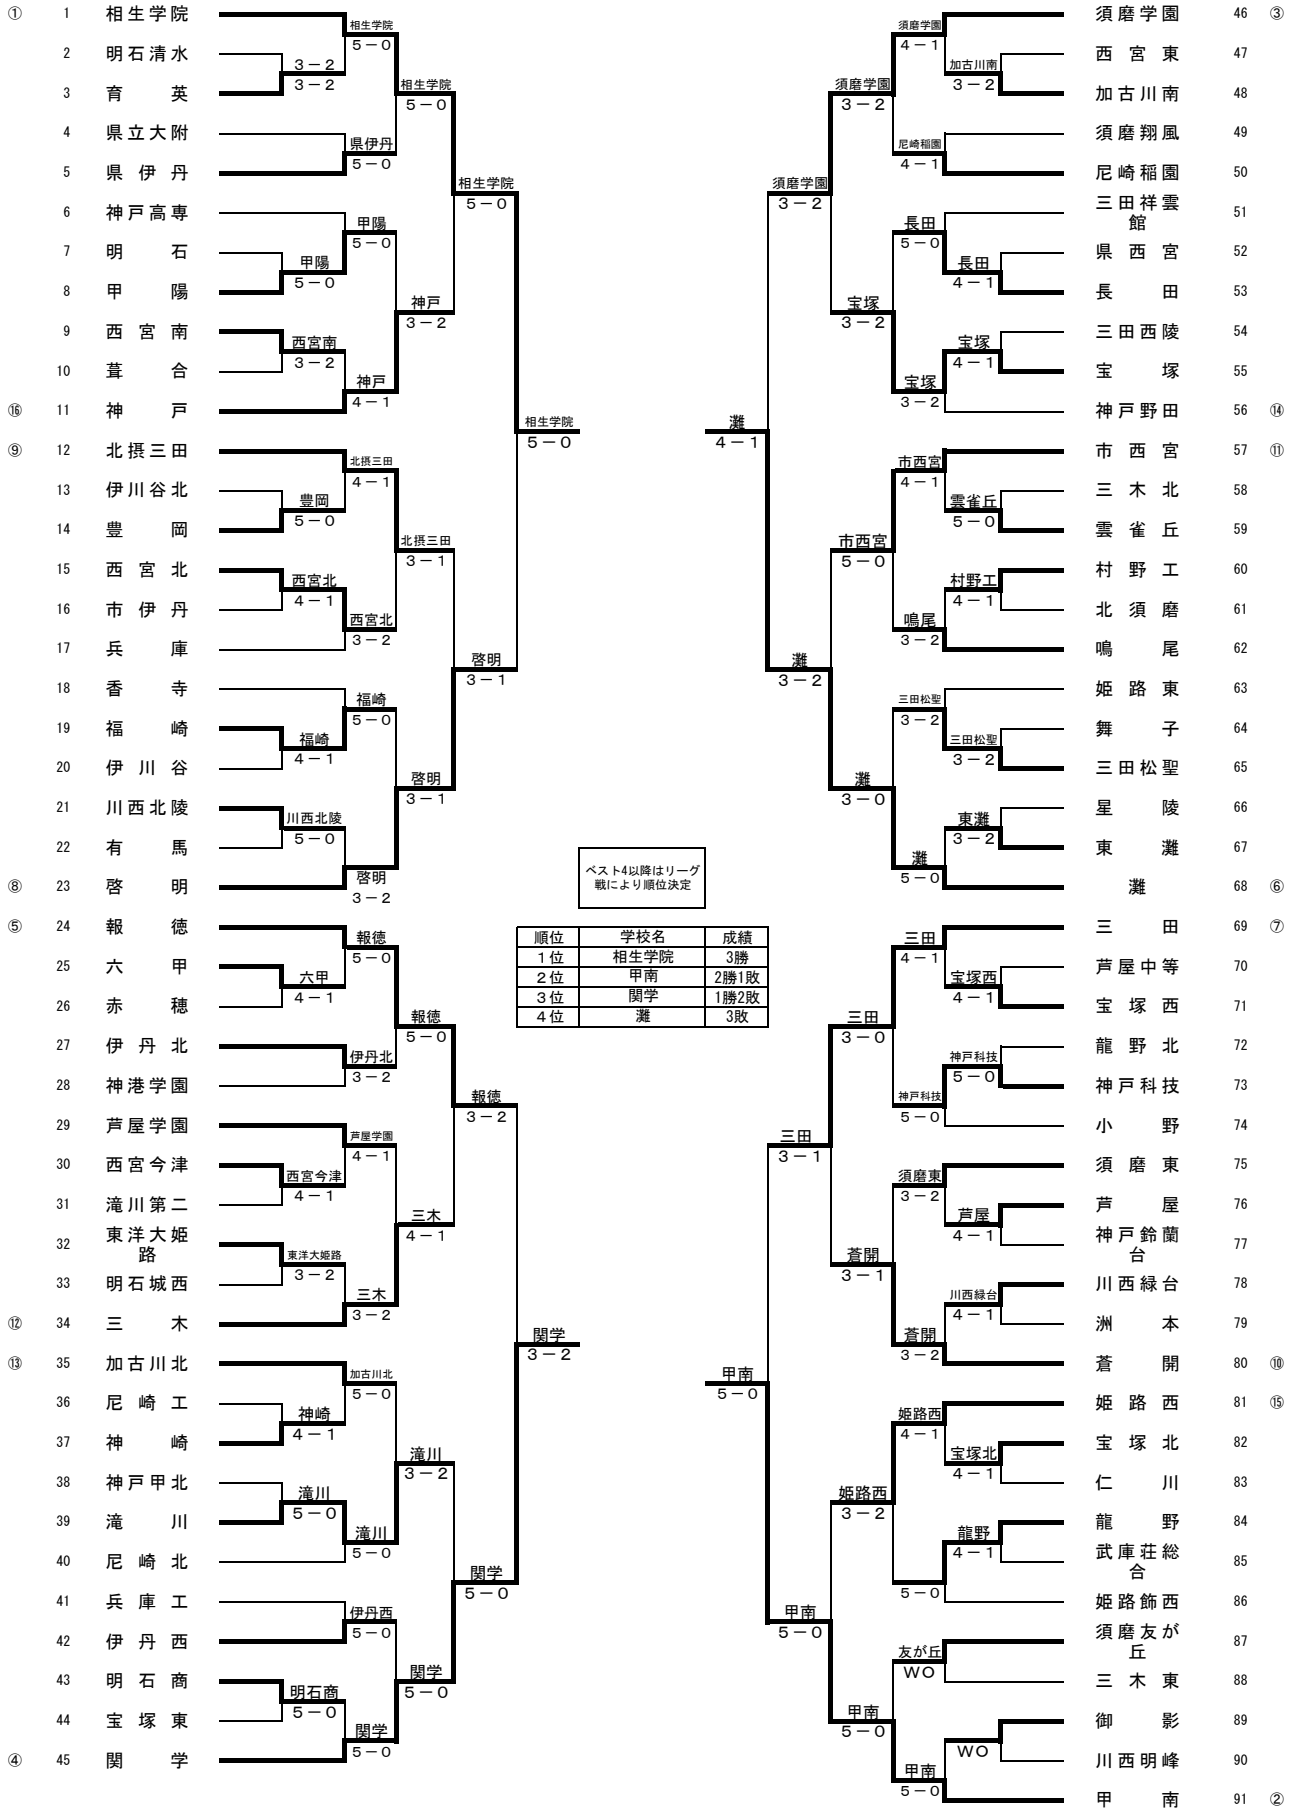 ① 1 相生学院
2 明石清水
3 育英
4 県立大附
5 県伊丹
6 神戸高専
7 明石
8 甲陽
9 西宮南
10 葺合
⑯ 11 神戸
⑨ 12 北摂三田
13 伊川谷北
14 豊岡
15 西宮北
16 市伊丹
17 兵庫
18 香寺
19 福崎
20 伊川谷
21 川西北陵
22 有馬
⑧ 23 啓明
⑤ 24 報徳
25 六甲
26 赤穂
27 伊丹北
28 神港学園
29 芦屋学園
30 西宮今津
31 滝川第二
32 東洋大姫
路
33 明石城西
⑫ 34 三木
⑬ 35 加古川北
36 尼崎工
37 神崎
38 神戸甲北
39 滝川
40 尼崎北
41 兵庫工
42 伊丹西
43 明石商
44 宝塚東
④ 45 関学
3－2
3－2
甲陽
5－0
西宮南
3－2
豊岡
5－0
西宮北
4－1
福崎
4－1
川西北陵
5－0
六甲
4－1
西宮今津
4－1
東洋大姫路
3－2
神崎
4－1
滝川
5－0
明石商
5－0
相生学院
5－0
県伊丹
5－0
甲陽
5－0
神戸
4－1
北摂三田
4－1
西宮北
3－2
福崎
5－0
啓明
3－2
報徳
5－0
伊丹北
3－2
芦屋学園
4－1
三木
3－2
加古川北
5－0
滝川
5－0
伊丹西
5－0
関学
5－0
相生学院
5－0
神戸
3－2
北摂三田
3－1
啓明
3－1
報徳
5－0
三木
4－1
滝川
3－2
関学
5－0
相生学院
5－0
啓明
3－1
報徳
3－2
関学
5－0
相生学院
5－0
関学
3－2
ベスト4以降はリーグ
戦により順位決定
順位 学校名 成績
1位 相生学院 3勝
2位 甲南 2勝1敗
3位 関学 1勝2敗
4位 灘 3敗
灘
4－1
甲南
5－0
須磨学園
3－2
灘
3－2
三田
3－1
甲南
5－0
須磨学園
3－2
宝塚
3－2
市西宮
5－0
灘
3－0
三田
3－0
蒼開
3－1
姫路西
3－2
甲南
5－0
須磨学園
4－1
尼崎稲園
4－1
長田
5－0
宝塚
3－2
市西宮
4－1
鳴尾
3－2
三田松聖
3－2
灘
5－0
三田
4－1
神戸科技
5－0
須磨東
3－2
蒼開
3－2
姫路西
4－1
5－0
友が丘
WO
甲南
5－0
加古川南
3－2
長田
4－1
宝塚
4－1
雲雀丘
5－0
村野工
4－1
三田松聖
3－2
東灘
3－2
宝塚西
4－1
神戸科技
5－0
芦屋
4－1
川西緑台
4－1
宝塚北
4－1
龍野
4－1
WO
須磨学園 46 ③
西宮東 47
加古川南 48
須磨翔風 49
尼崎稲園 50
三田祥雲
館 51
県西宮 52
長田 53
三田西陵 54
宝塚 55
神戸野田 56 ⑭
市西宮 57 ⑪
三木北 58
雲雀丘 59
村野工 60
北須磨 61
鳴尾 62
姫路東 63
舞子 64
三田松聖 65
星陵 66
東灘 67
灘 68 ⑥
三田 69 ⑦
芦屋中等 70
宝塚西 71
龍野北 72
神戸科技 73
小野 74
須磨東 75
芦屋 76
神戸鈴蘭
台 77
川西緑台 78
洲本 79
蒼開 80 ⑩
姫路西 81 ⑮
宝塚北 82
仁川 83
龍野 84
武庫荘総
合 85
姫路飾西 86
須磨友が
丘 87
三木東 88
御影 89
川西明峰 90
甲南 91 ②